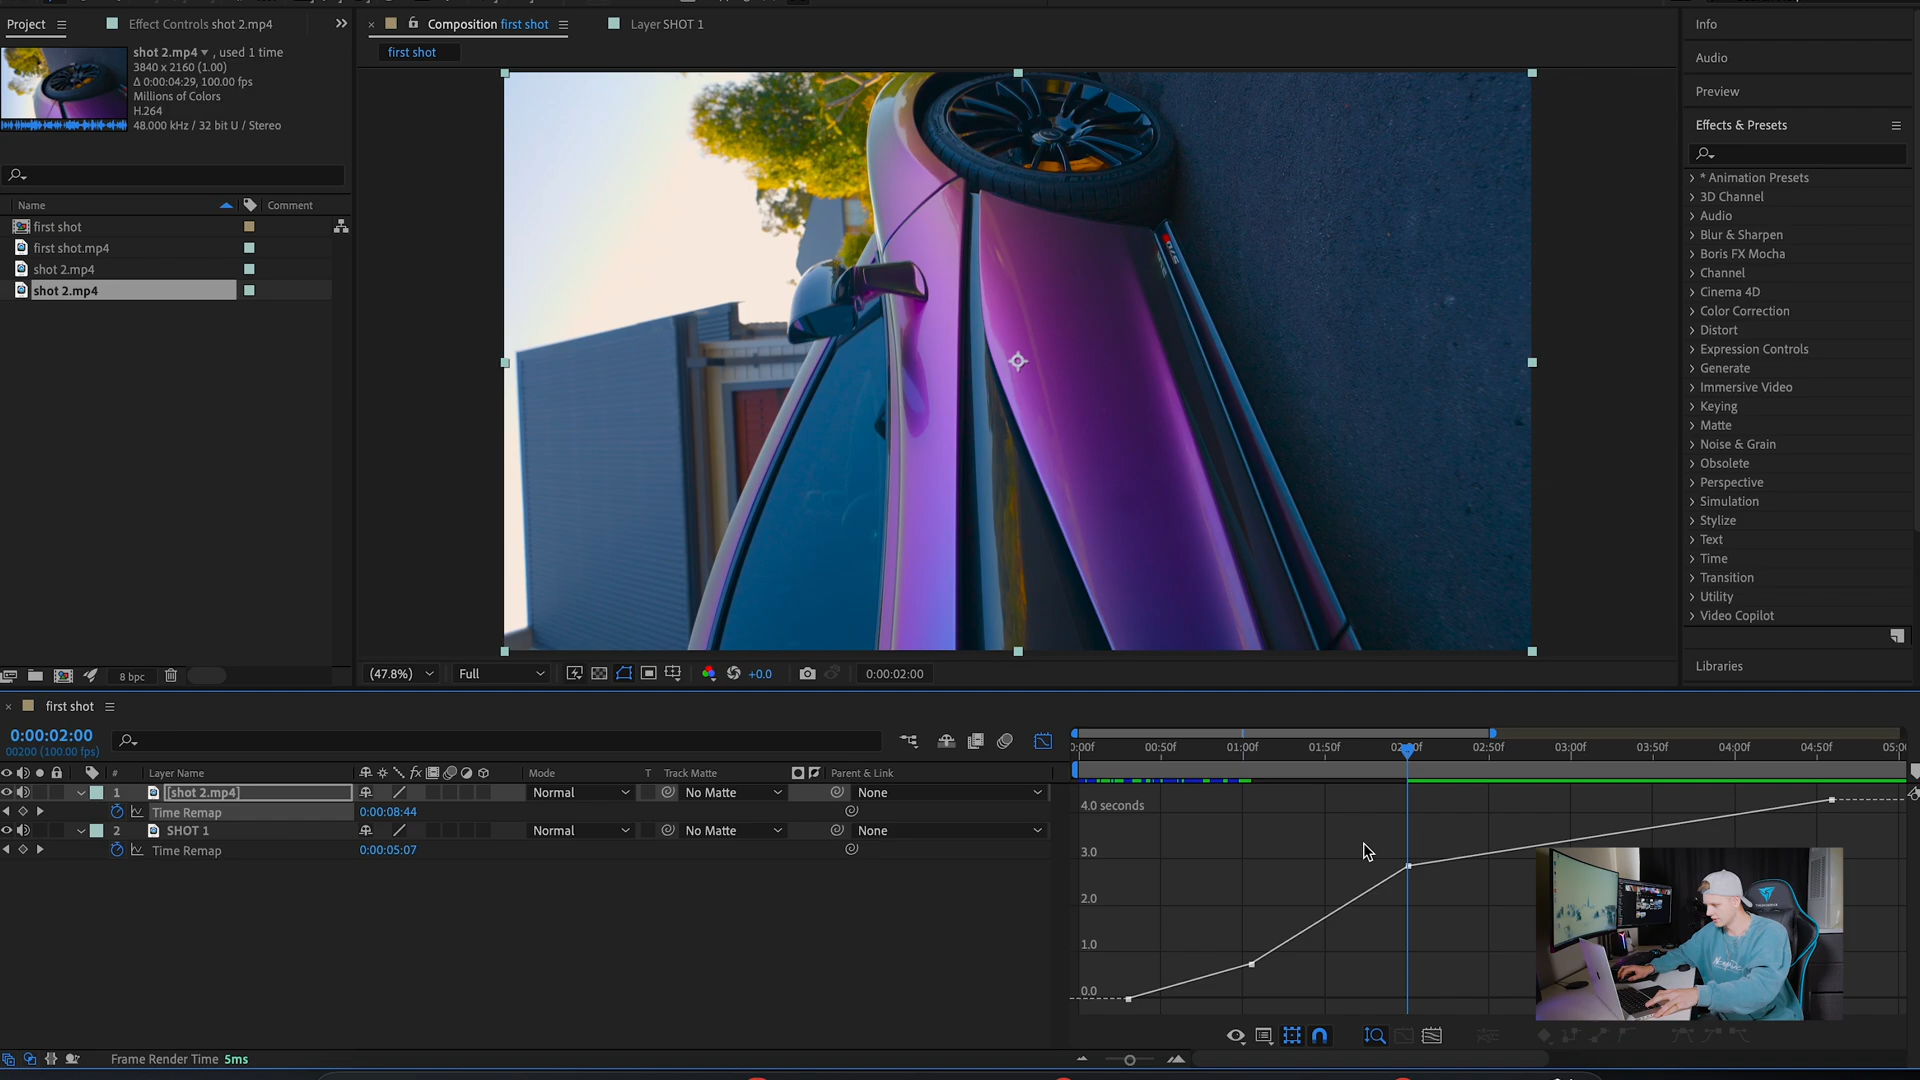 Project
Effect Controls shot 2.mp4
Composition first shot
Layer SHOT 1
first shot
shot 2.mp4 , used 1 time
3840 x 2160 (1.00)
Δ 0:00:04:29, 100.00 fps
Millions of Colors
H.264
48.000 kHz / 32 bit U / Stereo
Name
Comment
first shot
first shot.mp4
shot 2.mp4
shot 2.mp4
8 bpc
(47.8%)
Full
+0.0
0:00:02:00
Info
Audio
Preview
Effects & Presets
* Animation Presets
3D Channel
Audio
Blur & Sharpen
Boris FX Mocha
Channel
Cinema 4D
Color Correction
Distort
Expression Controls
Generate
Immersive Video
Keying
Matte
Noise & Grain
Obsolete
Perspective
Simulation
Stylize
Text
Time
Transition
Utility
Video Copilot
Libraries
first shot
0:00:02:00
00200 (100.00 fps)
# Layer Name
Mode
T Track Matte
Parent & Link
1 [shot 2.mp4]
Normal
No Matte
None
Time Remap
0:00:08:44
2 SHOT 1
Normal
No Matte
None
Time Remap
0:00:05:07
0:00f 00:50f 01:00f 01:50f 02:50f 03:00f 03:50f 04:00f 04:50f 05:0
4.0 seconds
3.0
2.0
1.0
0.0
Frame Render Time 5ms